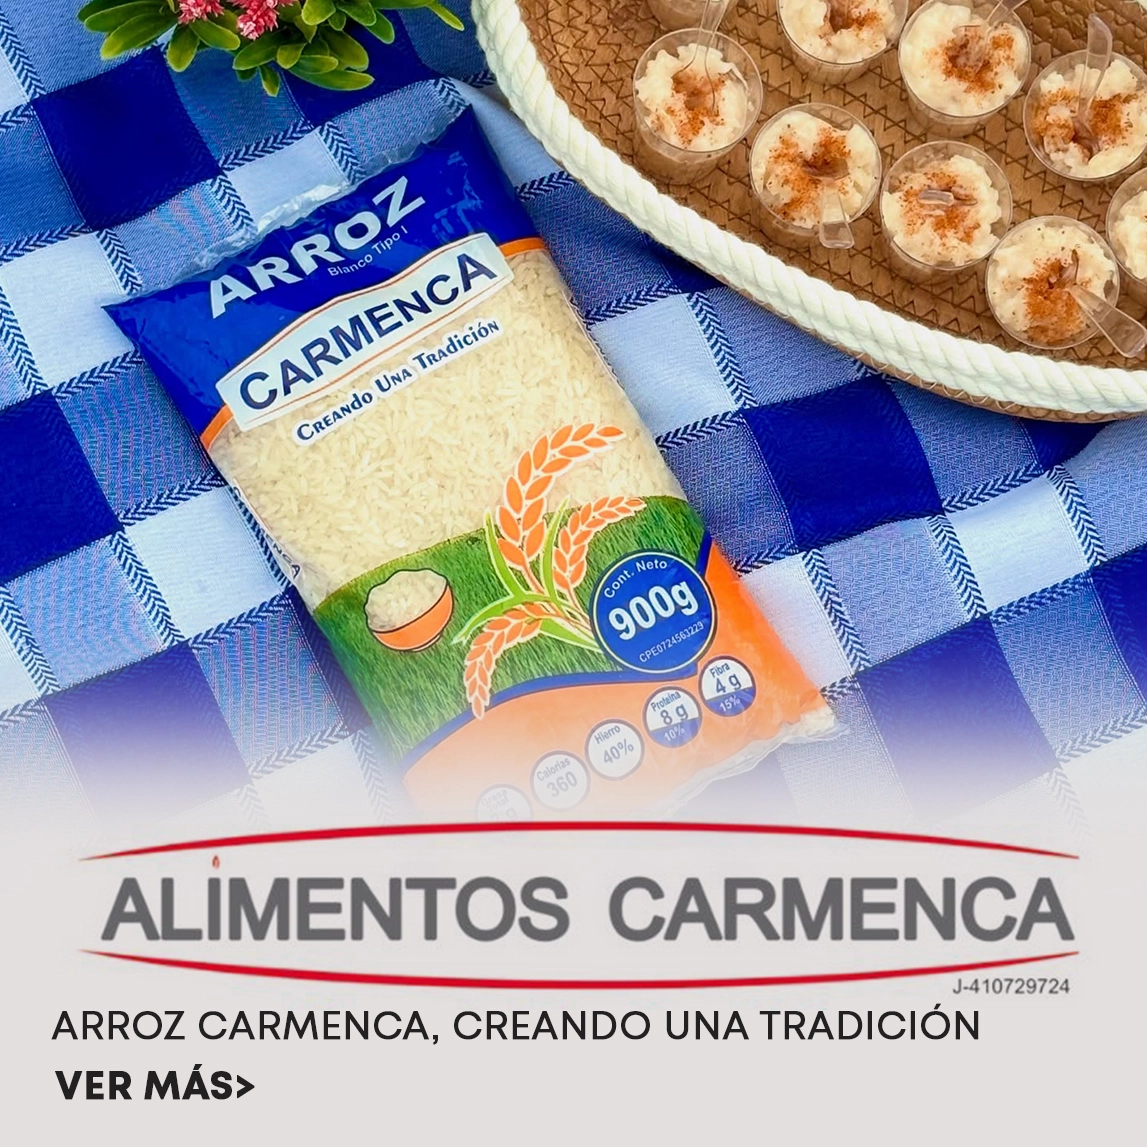 ARROZ
Blanco Tipo I
CARMENCA
CREANDO UNA TRADICIÓN
Cont. Neto
900g
CPE0724563229
Fibra
4 g
15%
Proteína
8 g
10%
Hierro
40%
Calorías
360
ALIMENTOS CARMENCA
J-410729724
ARROZ CARMENCA, CREANDO UNA TRADICIÓN
VER MÁS>